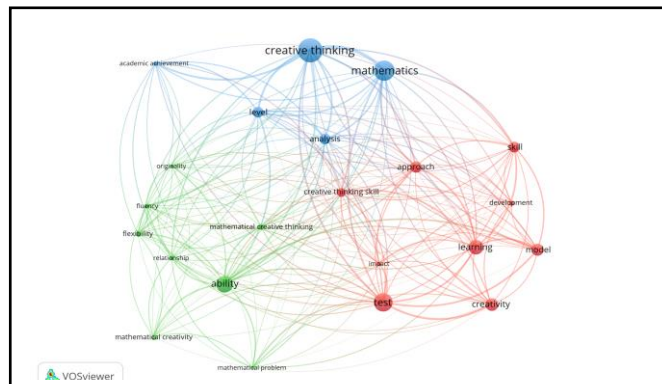 creative thinking
academic achievement
mathematics
level
analysis
skill
originality
approach
creative thinking skill
fluency
development
mathematical creative thinking
flexibility
learning
model
relationship
impact
ability
test
creativity
mathematical creativity
mathematical problem
VOSviewer